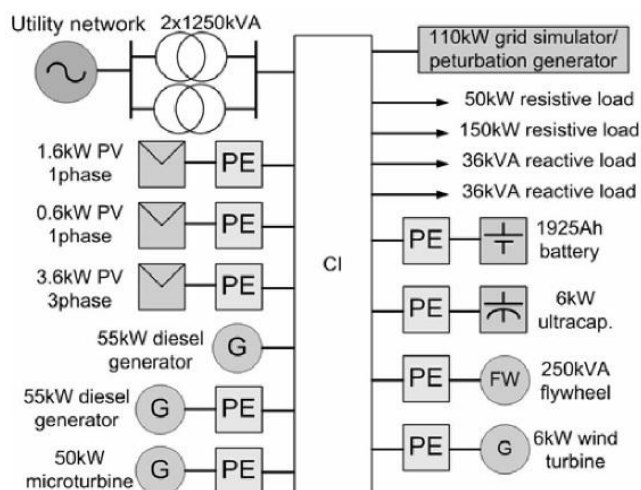 Utility network
2x1250kVA
1.6kW PV
1phase
PE
0.6kW PV
1phase
PE
3.6kW PV
3phase
PE
55kW diesel
generator
G
55kW diesel
generator
G
PE
50kW
microturbine
G
PE
CI
110kW grid simulator/
peturbation generator
50kW resistive load
150kW resistive load
36kVA reactive load
36kVA reactive load
PE
1925Ah
battery
PE
6kW
ultracap.
PE
FW
250kVA
flywheel
PE
G
6kW wind
turbine